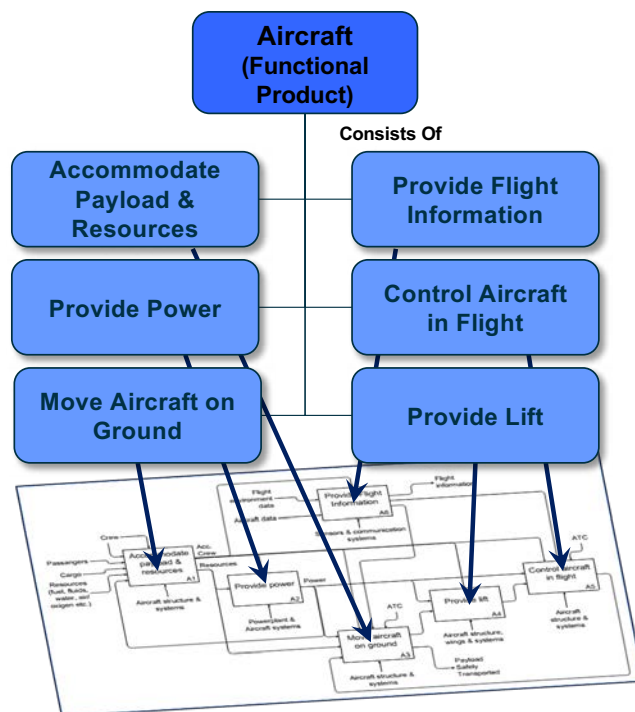 Aircraft
(Functional
Product)
Consists Of
Accommodate
Payload &
Resources
Provide Flight
Information
Provide Power
Control Aircraft
in Flight
Move Aircraft on
Ground
Provide Lift
Flight
environment
data
Flight
information
Provide Flight
Information
A6
Aircraft data
Sensors & communication
systems
Crew
Passengers
Cargo
Resources
(fuel, fluids,
water, air/
oxigen etc.)
Accommodate
payload &
resources
A1
Acc.
Crew
Resources
Aircraft structure
& systems
Provide power
A2
Power
Powerplant &
Aircraft systems
ATC
Move aircraft
on ground
A3
Aircraft structure &
systems
Payload
Safety
Transported
Provide lift
A4
Aircraft structure,
wings & systems
ATC
Control aircraft
in flight
A5
Aircraft
structure &
systems